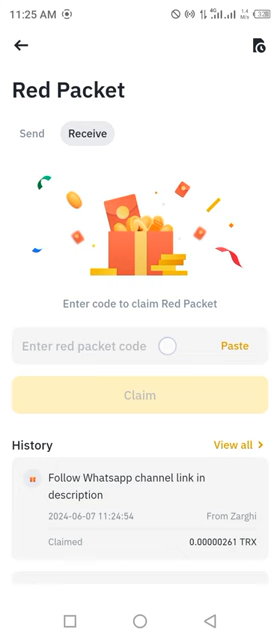 11:25 AM
Red Packet
Send
Receive
Enter code to claim Red Packet
Enter red packet code
Paste
Claim
History
View all >
Follow Whatsapp channel link in
description
2024-06-07 11:24:54
From Zarghi
Claimed
0.00000261 TRX